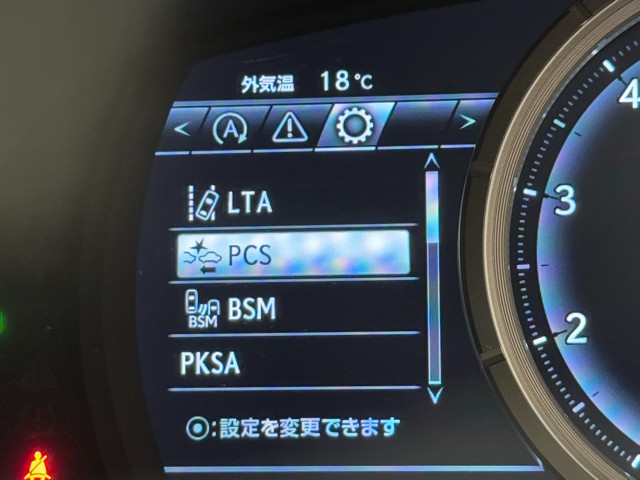 外気温 18℃
< A >
LTA
PCS
BSM BSM
PKSA
◉:設定を変更できます
4
3
2